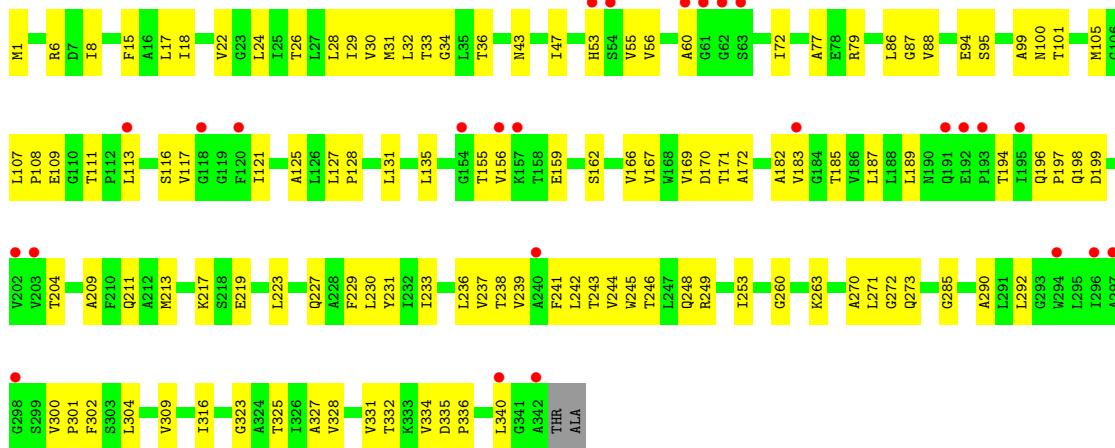 M1 R6 D7 I8 F15 A16 L17 I18 V22 G23 L24 I25 T26 L27 L28 I29 V30 M31 L32 T33 G34 L35 T36 N43 I47 H53 S54 V55 V56 A60 G61 G62 S63 I72 A77 E78 R79 L86 G87 V88 E94 S95 A99 N100 T101 M105 G106
L107 P108 E109 G110 T111 P112 L113 S116 V117 G118 G119 F120 I121 A125 L126 L127 P128 L131 L135 G154 T155 V156 K157 T158 E159 S162 V166 V167 W168 V169 D170 T171 A172 A182 V183 G184 T185 V186 L187 L188 L189 N190 Q191 E192 P193 T194 I195 Q196 P197 Q198 D199
V202 V203 T204 A209 F210 Q211 A212 M213 K217 S218 E219 L223 Q227 A228 F229 L230 Y231 I232 I233 L236 V237 T238 V239 A240 F241 L242 T243 V244 W245 T246 L247 Q248 R249 I253 G260 K263 A270 L271 G272 Q273 G285 A290 L291 L292 G293 W294 L295 I296 A297
G298 S299 V300 P301 F302 S303 L304 V309 I316 G323 A324 T325 I326 A327 V328 V331 T332 K333 V334 D335 P336 L340 G341 A342 THR ALA